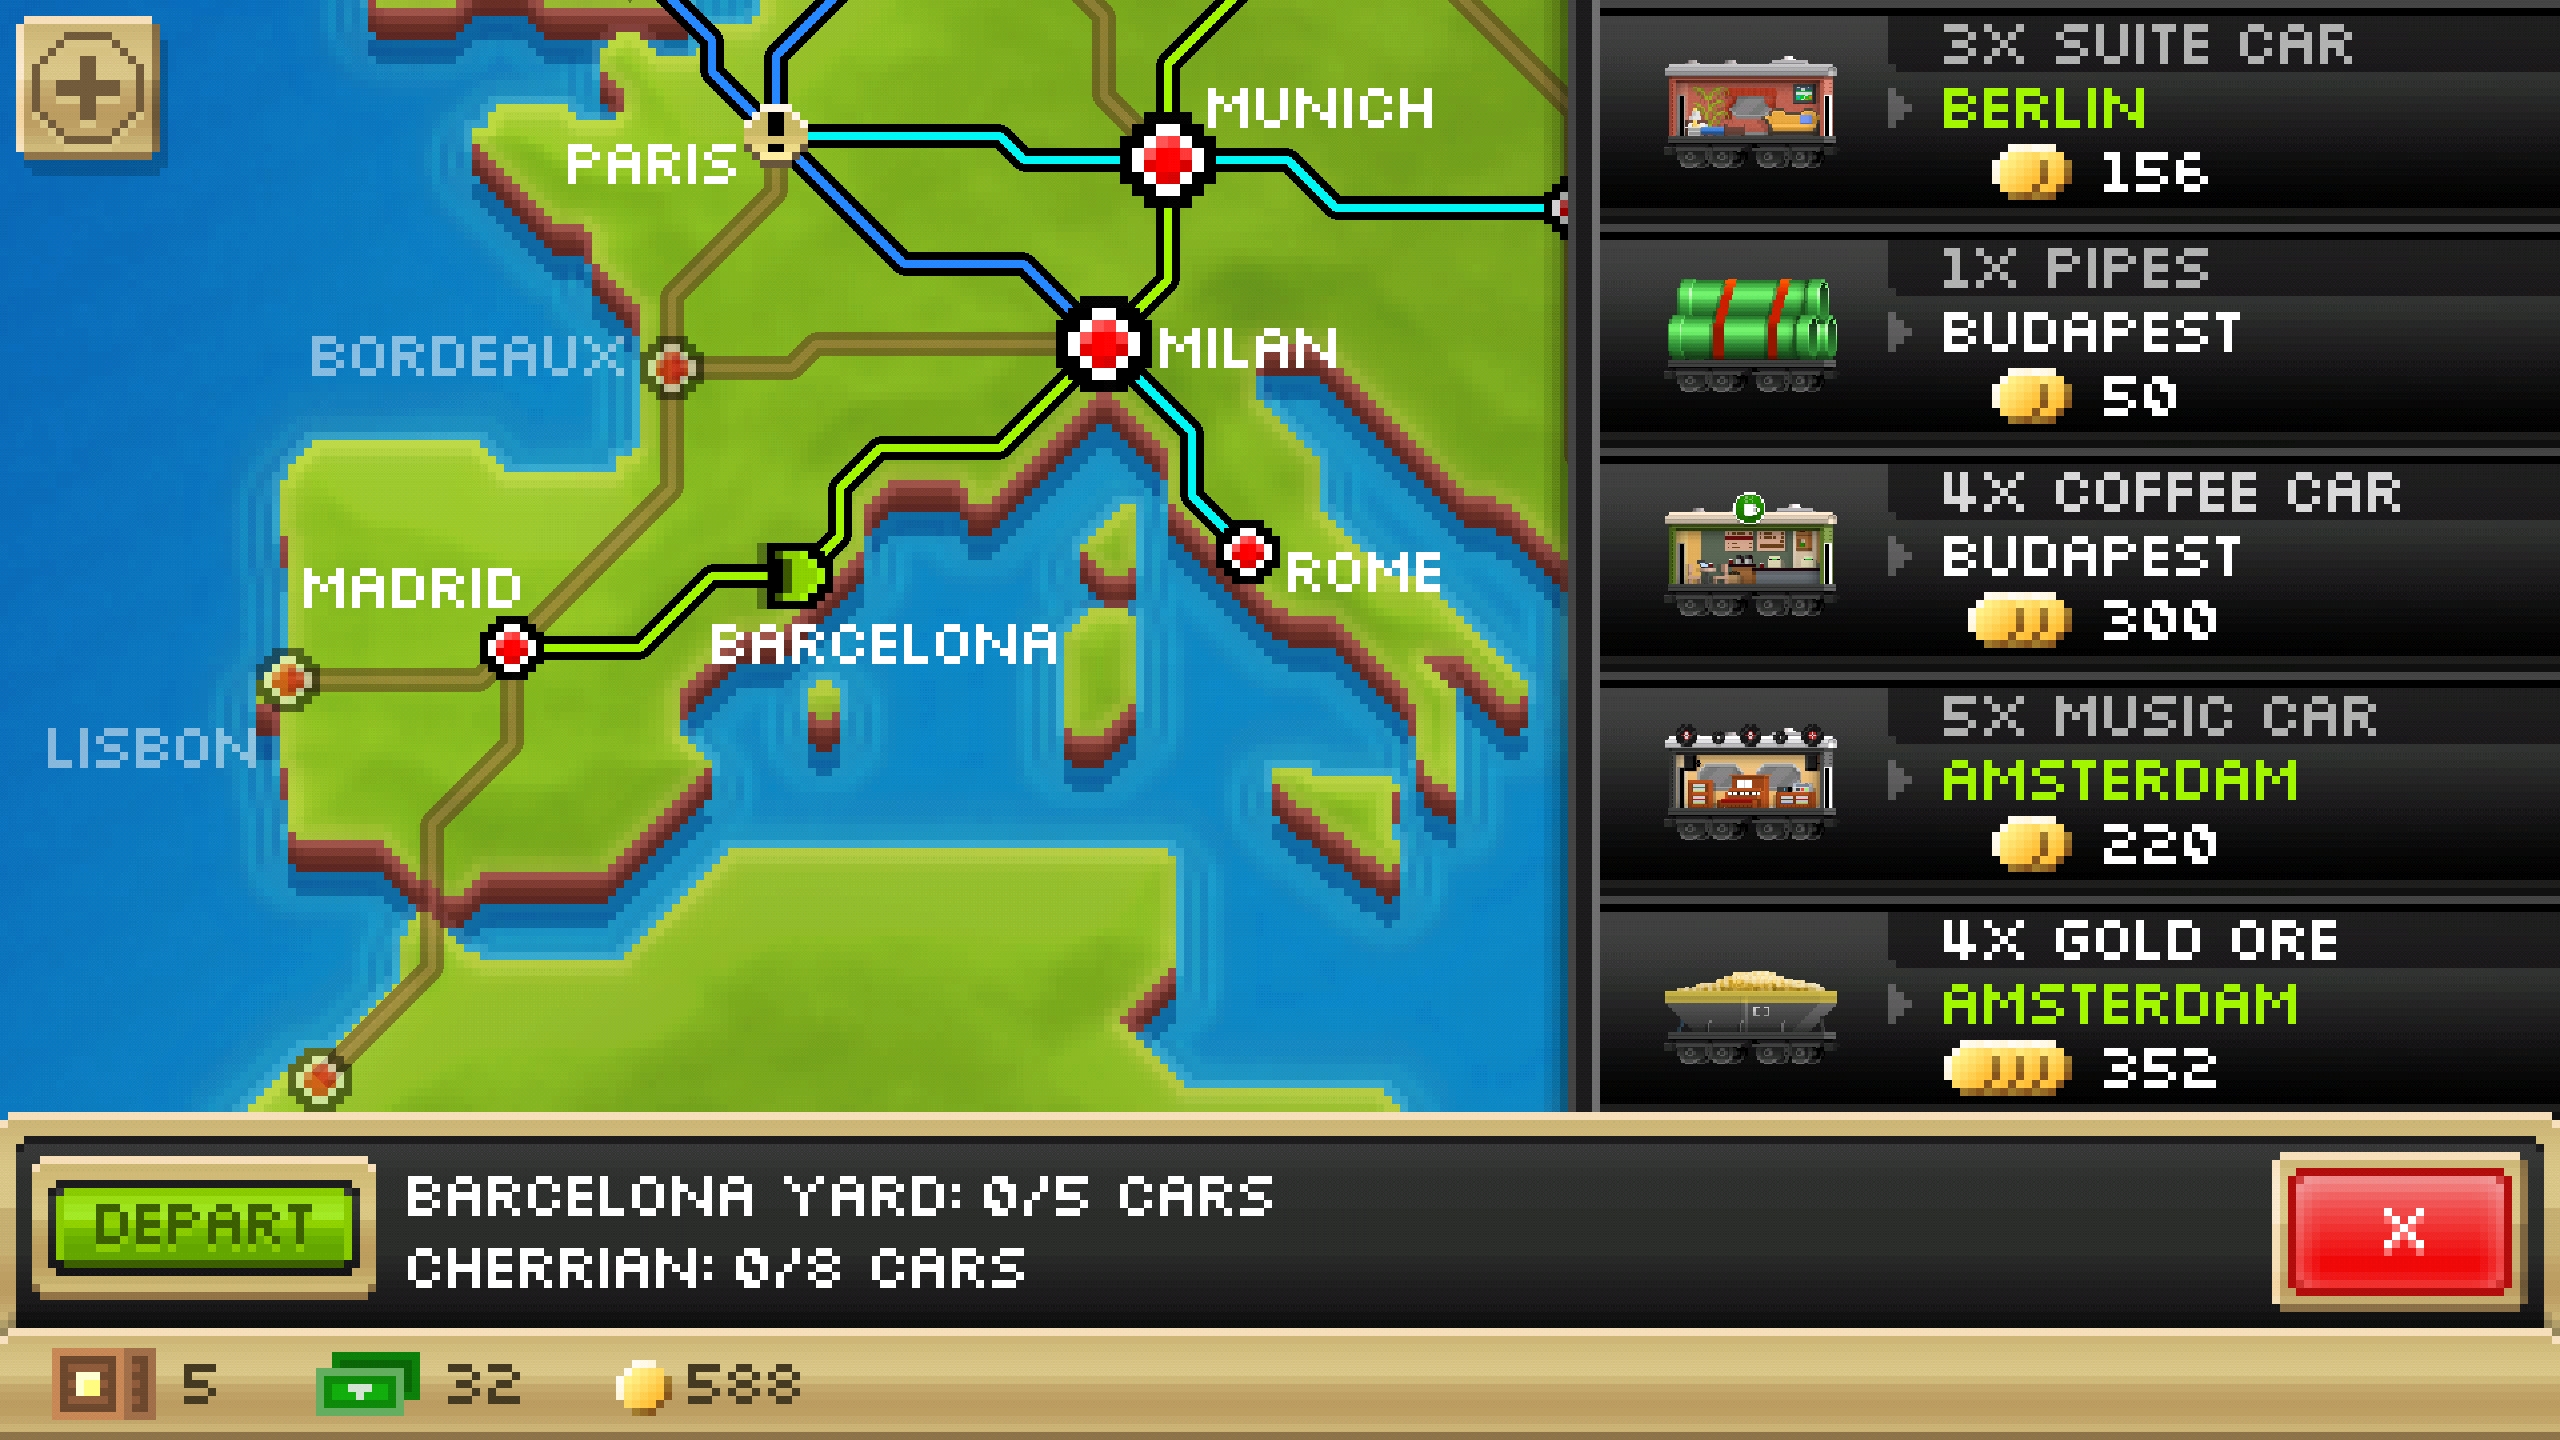 MUNICH
PARIS
BORDEAUX
MILAN
ROME
MADRID
BARCELONA
LISBON
3X SUITE CAR
BERLIN
156
1X PIPES
BUDAPEST
50
4X COFFEE CAR
BUDAPEST
300
5X MUSIC CAR
AMSTERDAM
220
4X GOLD ORE
AMSTERDAM
352
DEPART
BARCELONA YARD: 0/5 CARS
CHERRIAN: 0/8 CARS
X
5
32
588